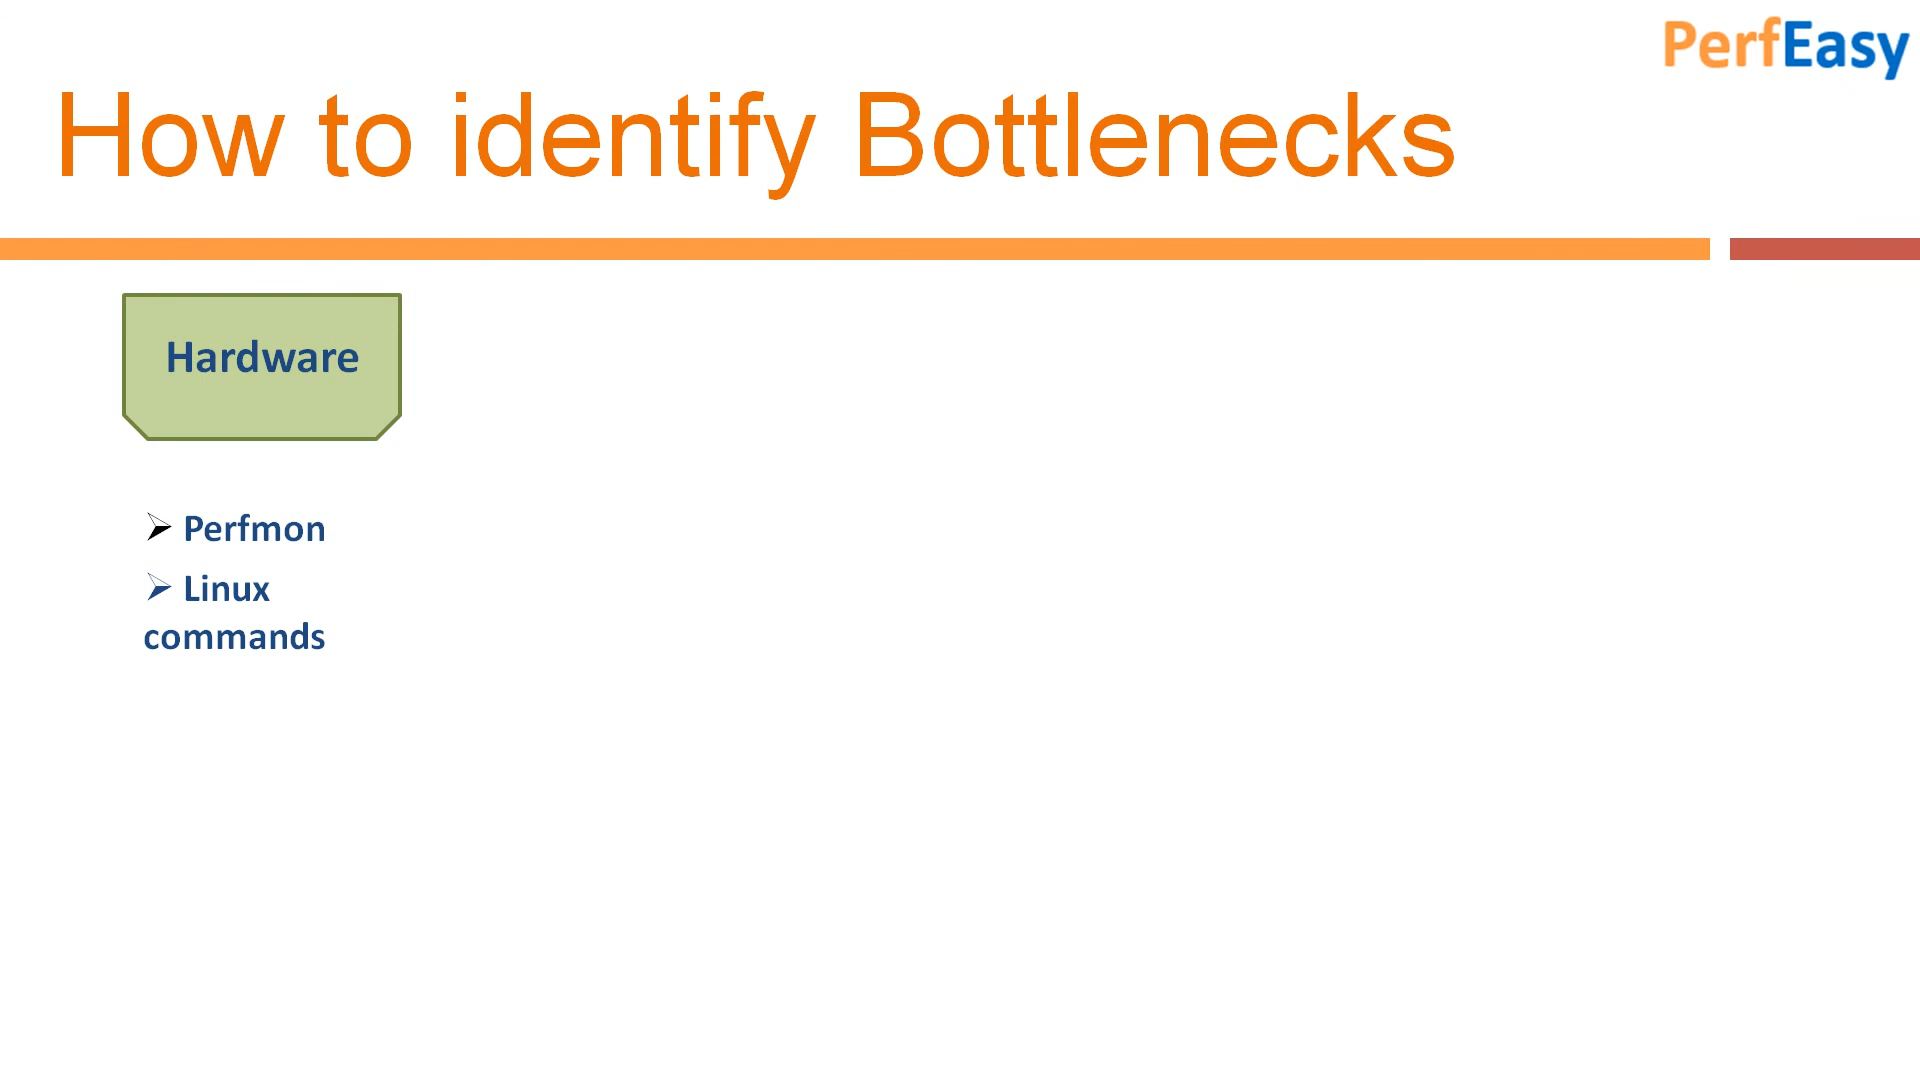 PerfEasy
How to identify Bottlenecks
Hardware
Perfmon
Linux
commands